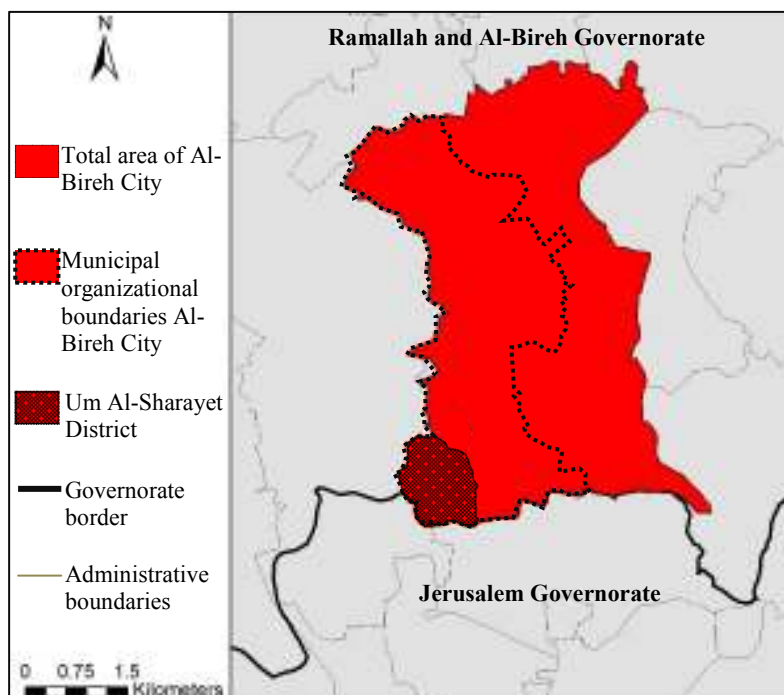 Ramallah and Al-Bireh Governorate
N
Total area of Al-
Bireh City
Municipal
organizational
boundaries Al-
Bireh City
Um Al-Sharayet
District
Governorate
border
Administrative
boundaries
Jerusalem Governorate
0 0.75 1.5
Kilometers